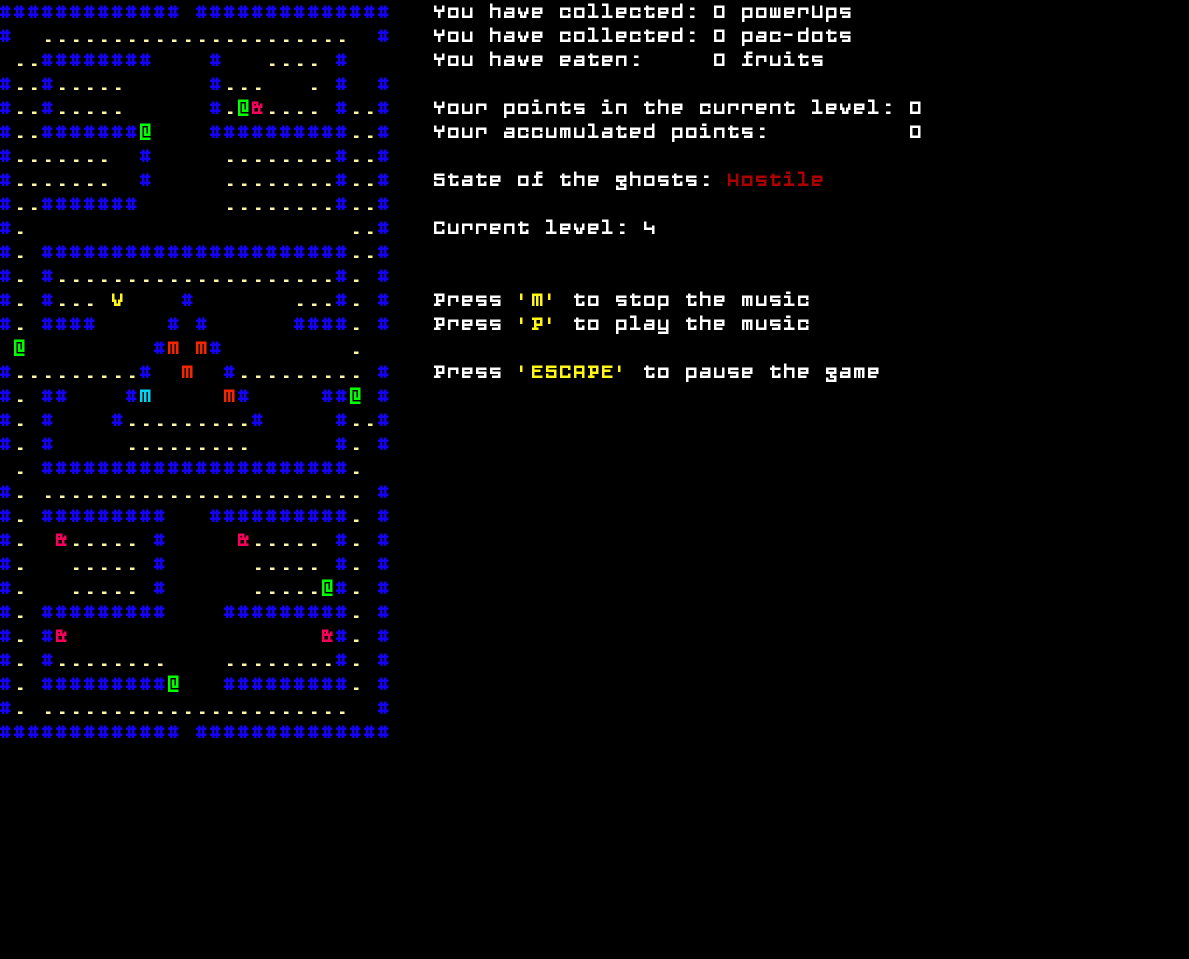 You have collected: 0 powerUps
You have collected: 0 pac-dots
You have eaten: 0 fruits
Your points in the current level: 0
Your accumulated points: 0
State of the ghosts: Hostile
Current level: 4
Press 'M' to stop the music
Press 'P' to play the music
Press 'ESCAPE' to pause the game